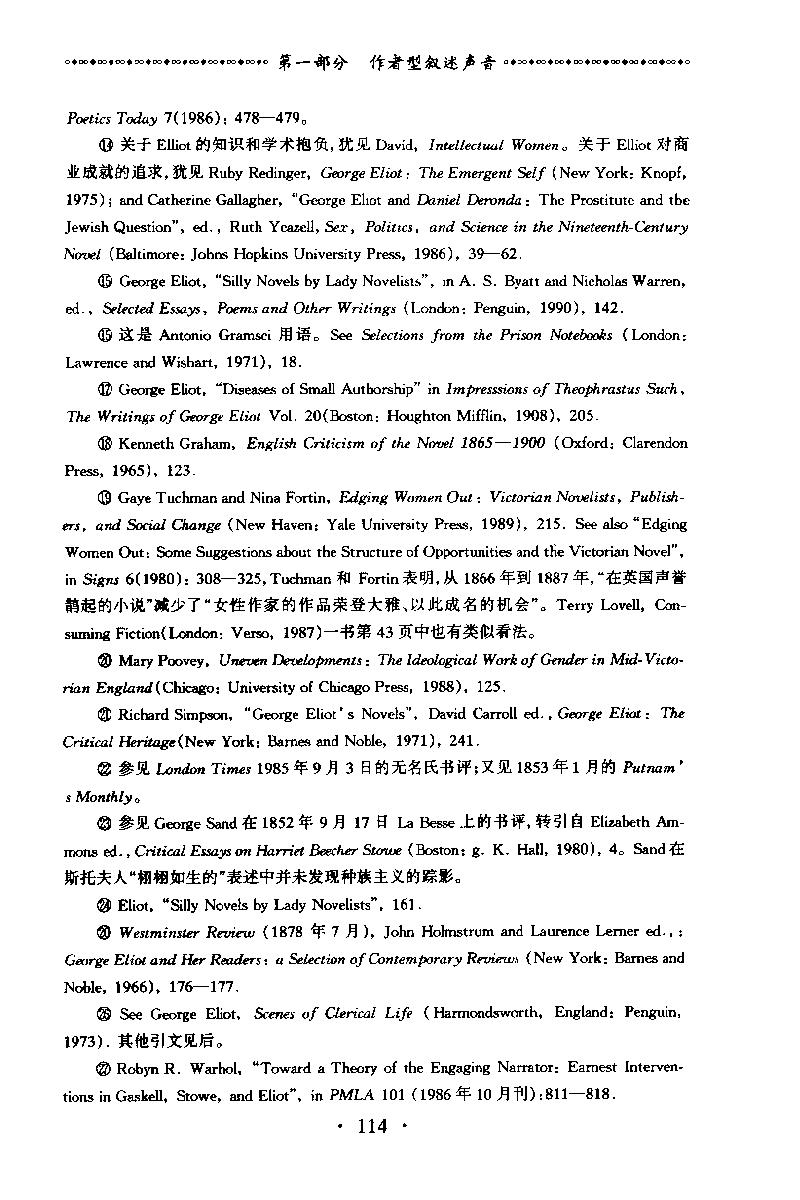 第一部分 作者型叙述声音
Poetics Today 7(1986): 478—479。
⑭ 关于 Elliot 的知识和学术抱负,犹见 David, Intellectual Women。关于 Elliot 对商
业成就的追求,犹见 Ruby Redinger, George Eliot: The Emergent Self (New York: Knopf,
1975); and Catherine Gallagher, “George Eliot and Daniel Deronda: The Prostitute and the
Jewish Question”, ed., Ruth Yeazell, Sex, Politics, and Science in the Nineteenth-Century
Novel (Baltimore: Johns Hopkins University Press, 1986), 39—62.
⑮ George Eliot, “Silly Novels by Lady Novelists”, in A. S. Byatt and Nicholas Warren,
ed., Selected Essays, Poems and Other Writings (London: Penguin, 1990), 142.
⑮ 这是 Antonio Gramsci 用语。See Selections from the Prison Notebooks (London:
Lawrence and Wishart, 1971), 18.
⑰ George Eliot, “Diseases of Small Authorship” in Impresssions of Theophrastus Such,
The Writings of George Eliot Vol. 20(Boston: Houghton Mifflin, 1908), 205.
⑱ Kenneth Graham, English Criticism of the Novel 1865—1900 (Oxford: Clarendon
Press, 1965), 123.
⑲ Gaye Tuchman and Nina Fortin, Edging Women Out: Victorian Novelists, Publish-
ers, and Social Change (New Haven: Yale University Press, 1989), 215. See also “Edging
Women Out: Some Suggestions about the Structure of Opportunities and the Victorian Novel”,
in Signs 6(1980): 308—325,Tuchman 和 Fortin 表明,从 1866 年到 1887 年,“在英国声誉
鹊起的小说”减少了“女性作家的作品荣登大雅、以此成名的机会”。Terry Lovell, Con-
suming Fiction(London: Verso, 1987)一书第 43 页中也有类似看法。
⑳ Mary Poovey, Uneven Developments: The Ideological Work of Gender in Mid-Victo-
rian England(Chicago: University of Chicago Press, 1988), 125.
㉑ Richard Simpson, “George Eliot's Novels”, David Carroll ed., George Eliot: The
Critical Heritage(New York: Barnes and Noble, 1971), 241.
㉒ 参见 London Times 1985 年 9 月 3 日的无名氏书评;又见 1853 年 1 月的 Putnam'
s Monthly。
㉓ 参见 George Sand 在 1852 年 9 月 17 日 La Besse 上的书评,转引自 Elizabeth Am-
mons ed., Critical Essays on Harriet Beecher Stowe (Boston: g. K. Hall, 1980), 4。Sand 在
斯托夫人“栩栩如生的”表述中并未发现种族主义的踪影。
㉔ Eliot, “Silly Novels by Lady Novelists”, 161.
⑳ Westminster Review (1878 年 7 月), John Holmstrum and Laurence Lerner ed.,:
George Eliot and Her Readers: a Selection of Contemporary Reviews (New York: Barnes and
Noble, 1966), 176—177.
㉖ See George Eliot, Scenes of Clerical Life (Harmondsworth, England: Penguin,
1973). 其他引文见后。
㉗ Robyn R. Warhol, “Toward a Theory of the Engaging Narrator: Earnest Interven-
tions in Gaskell, Stowe, and Eliot”, in PMLA 101 (1986 年 10 月刊):811—818.
· 114 ·